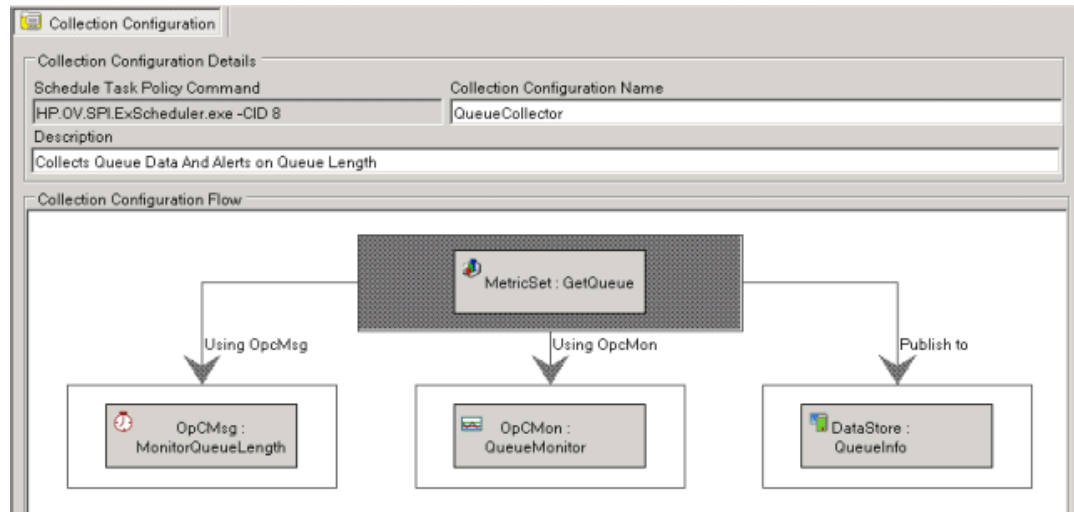 Collection Configuration
Collection Configuration Details
Schedule Task Policy Command
Collection Configuration Name
HP.OV.SPI.ExScheduler.exe -CID 8
QueueCollector
Description
Collects Queue Data And Alerts on Queue Length
Collection Configuration Flow
MetricSet : GetQueue
Using OpcMsg
Using OpcMon
Publish to
OpCMsg :
MonitorQueueLength
OpCMon :
QueueMonitor
DataStore :
QueueInfo